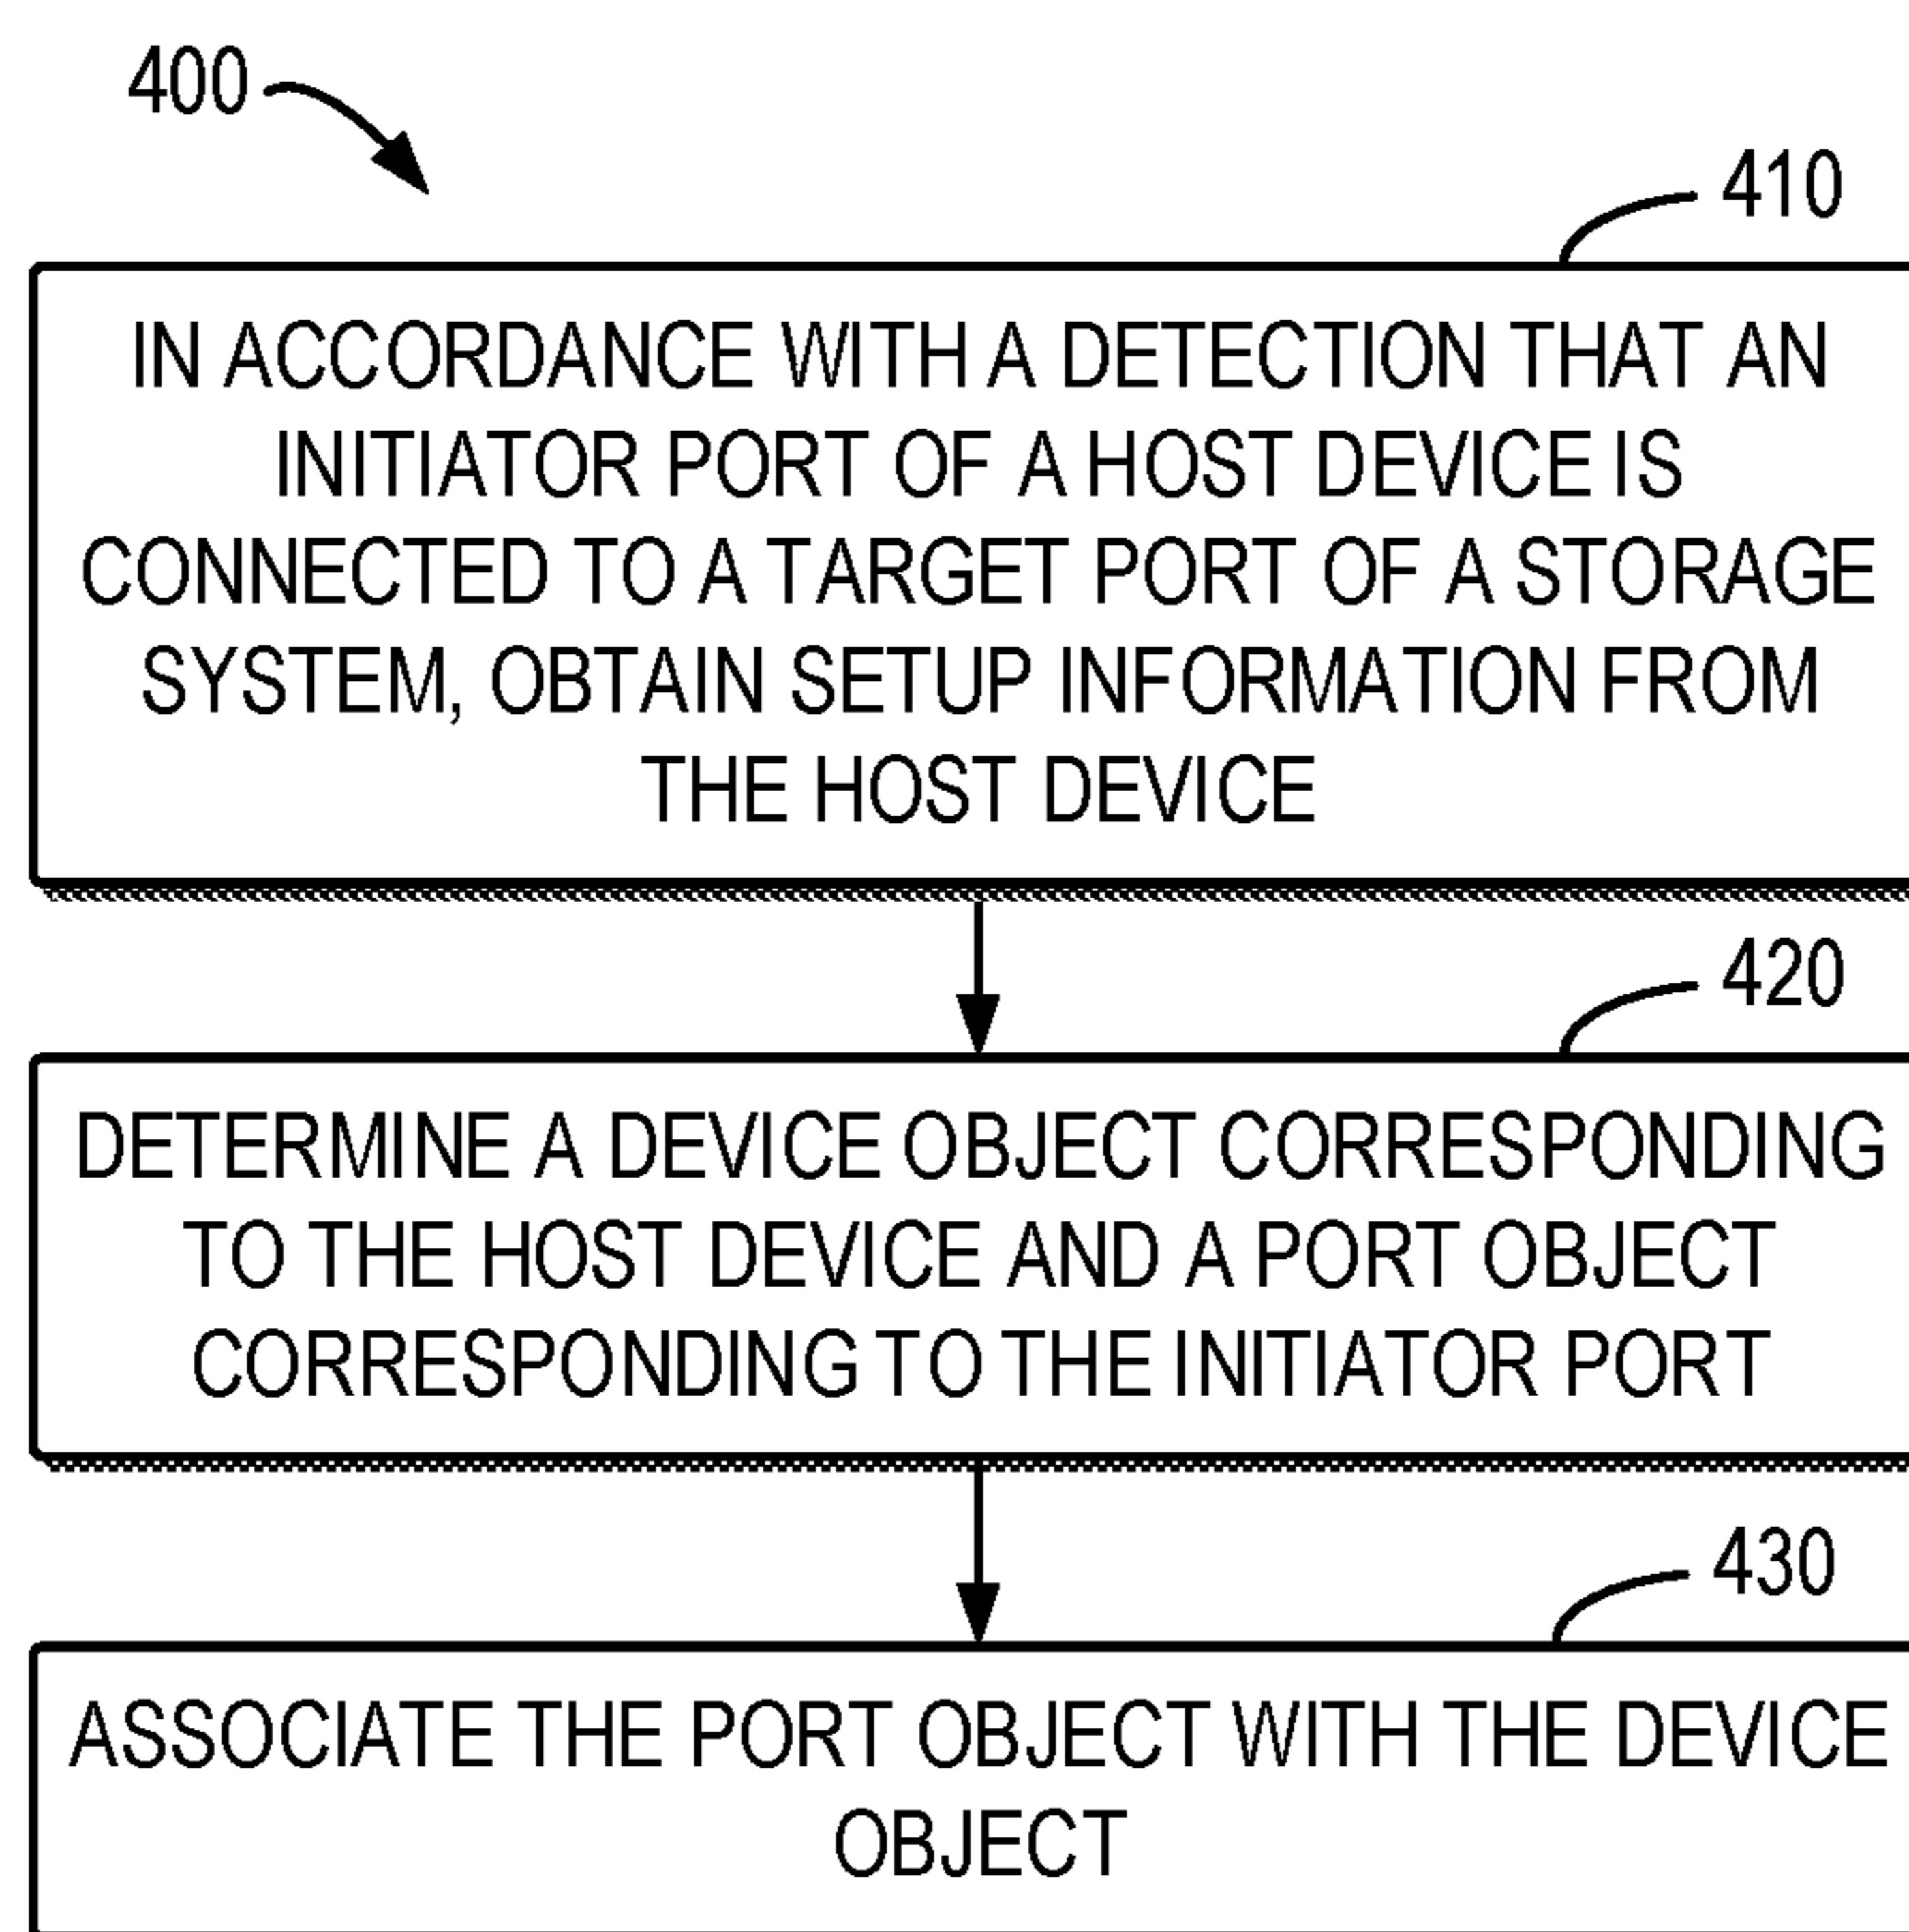 400
410
IN ACCORDANCE WITH A DETECTION THAT AN
INITIATOR PORT OF A HOST DEVICE IS
CONNECTED TO A TARGET PORT OF A STORAGE
SYSTEM, OBTAIN SETUP INFORMATION FROM
THE HOST DEVICE
420
DETERMINE A DEVICE OBJECT CORRESPONDING
TO THE HOST DEVICE AND A PORT OBJECT
CORRESPONDING TO THE INITIATOR PORT
430
ASSOCIATE THE PORT OBJECT WITH THE DEVICE
OBJECT